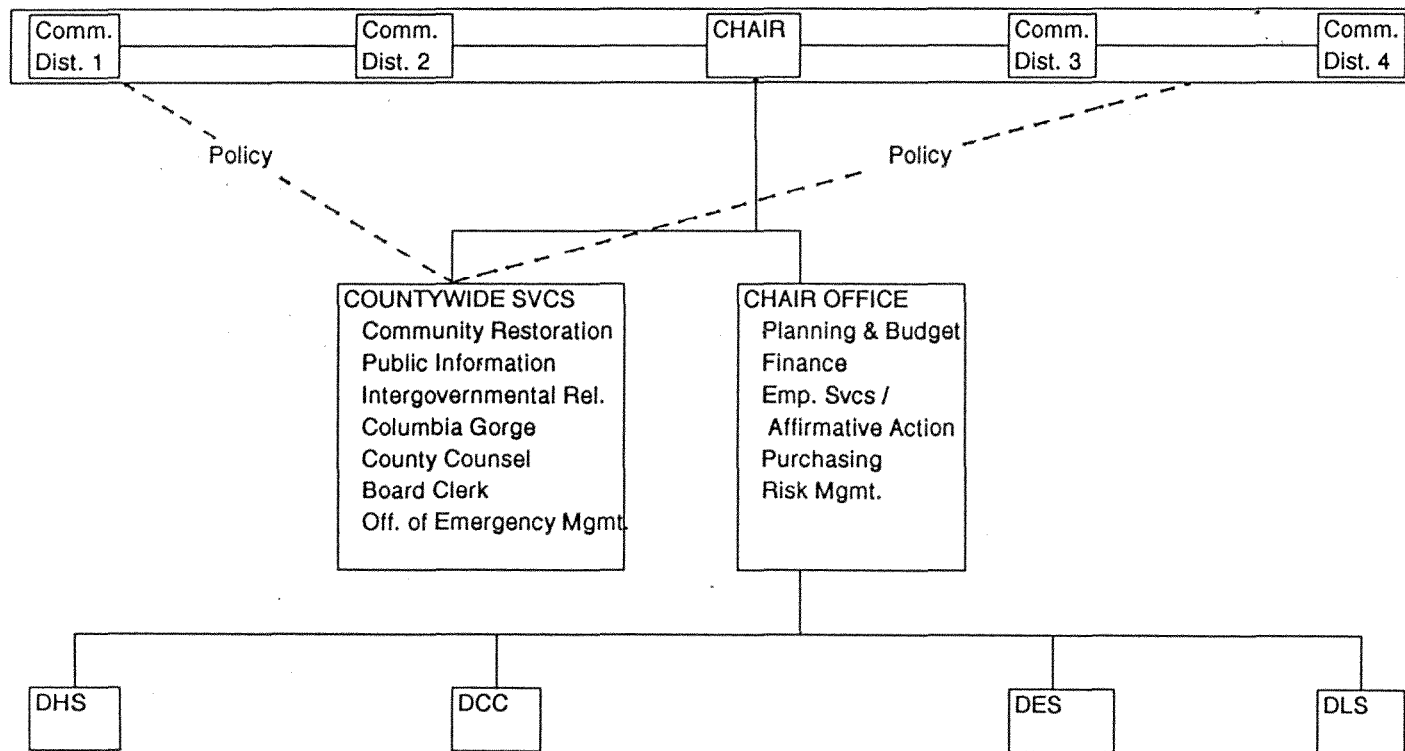 Comm.
Dist. 1
Comm.
Dist. 2
CHAIR
Comm.
Dist. 3
Comm.
Dist. 4
Policy
Policy
COUNTYWIDE SVCS
Community Restoration
Public Information
Intergovernmental Rel.
Columbia Gorge
County Counsel
Board Clerk
Off. of Emergency Mgmt.
CHAIR OFFICE
Planning & Budget
Finance
Emp. Svcs /
Affirmative Action
Purchasing
Risk Mgmt.
DHS
DCC
DES
DLS